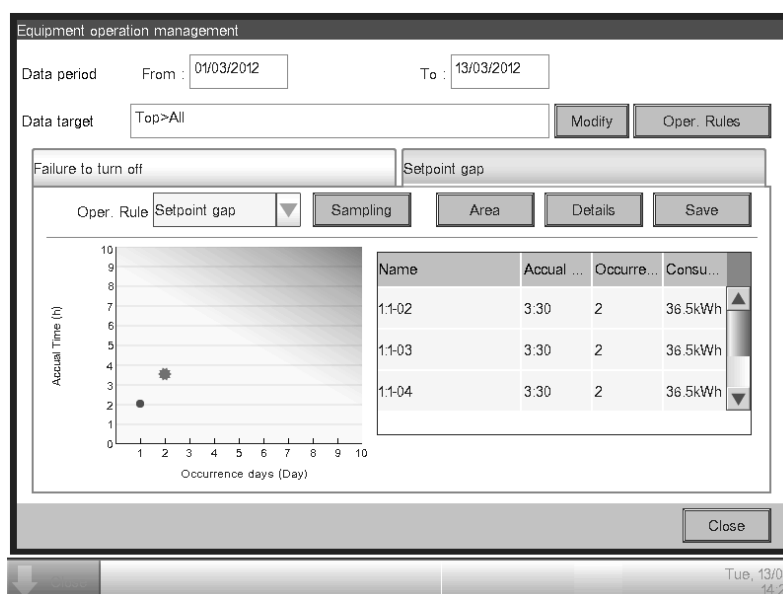 Equipment operation management
Data period From : 01/03/2012 To : 13/03/2012
Data target Top>All Modify Oper. Rules
Failure to turn off Setpoint gap
Oper. Rule Setpoint gap Sampling Area Details Save
Name Accual ... Occurre... Consu...
1:1-02 3:30 2 36.5kWh
1:1-03 3:30 2 36.5kWh
1:1-04 3:30 2 36.5kWh
Accual Time (h)
10
9
8
7
6
5
4
3
2
1
0
1 2 3 4 5 6 7 8 9 10
Occurrence days (Day)
Close
Tue, 13/0